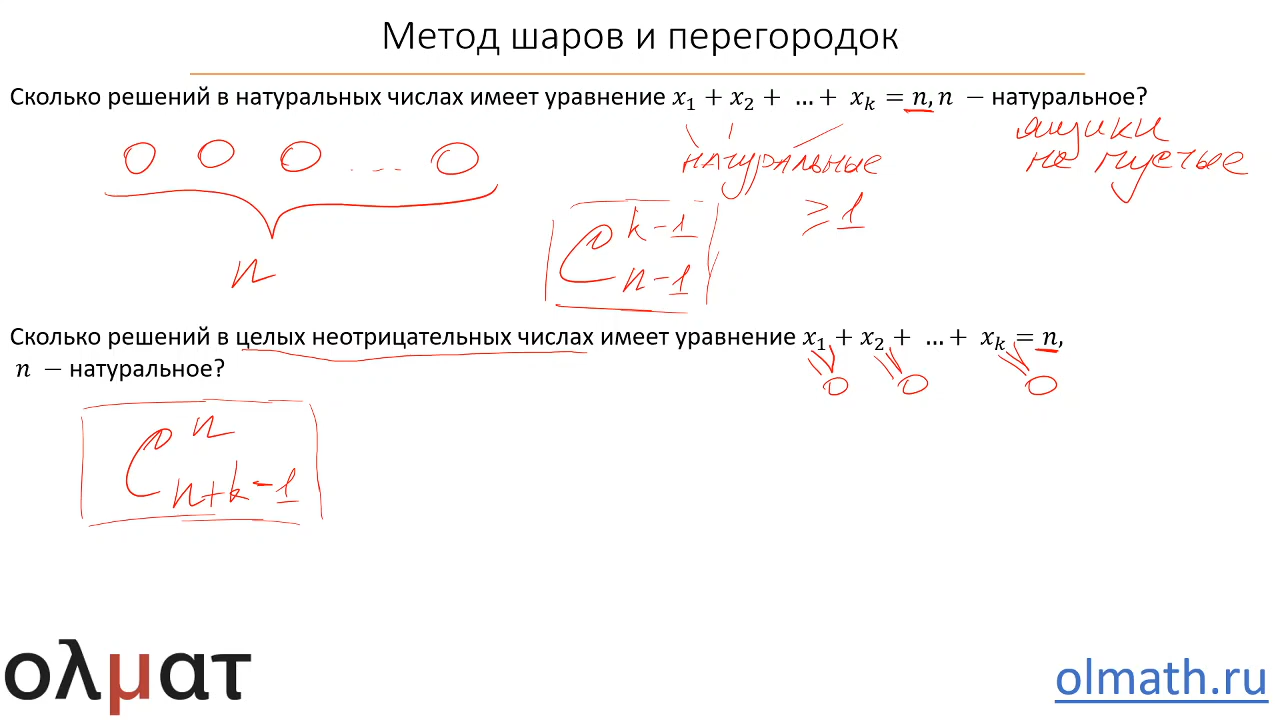 Метод шаров и перегородок
Сколько решений в натуральных числах имеет уравнение x₁ + x₂ + … + xₖ = n, n − натуральное?
ящики
не пустые
натуральные
≥ 1
n
C_{n-1}^{k-1}
Сколько решений в целых неотрицательных числах имеет уравнение x₁ + x₂ + … + xₖ = n,
n − натуральное?
0 0 0
C_{n+k-1}^{n}
ολματ
olmath.ru